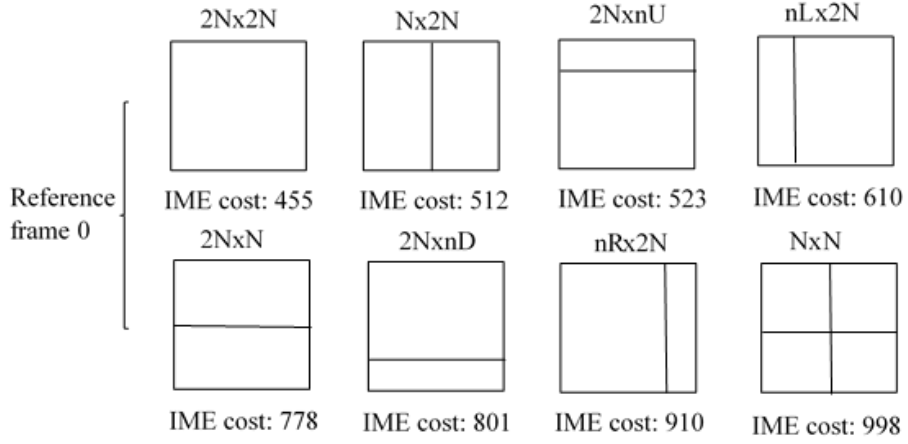 2Nx2N Nx2N 2NxnU nLx2N
IME cost: 455 IME cost: 512 IME cost: 523 IME cost: 610
Reference
frame 0
2NxN 2NxnD nRx2N NxN
IME cost: 778 IME cost: 801 IME cost: 910 IME cost: 998